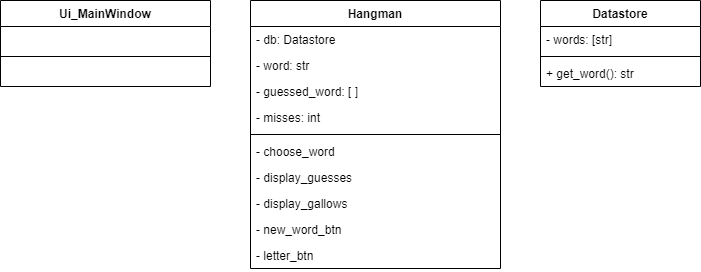 Ui_MainWindow
Hangman
- db: Datastore
- word: str
- guessed_word: [ ]
- misses: int
- choose_word
- display_guesses
- display_gallows
- new_word_btn
- letter_btn
Datastore
- words: [str]
+ get_word(): str